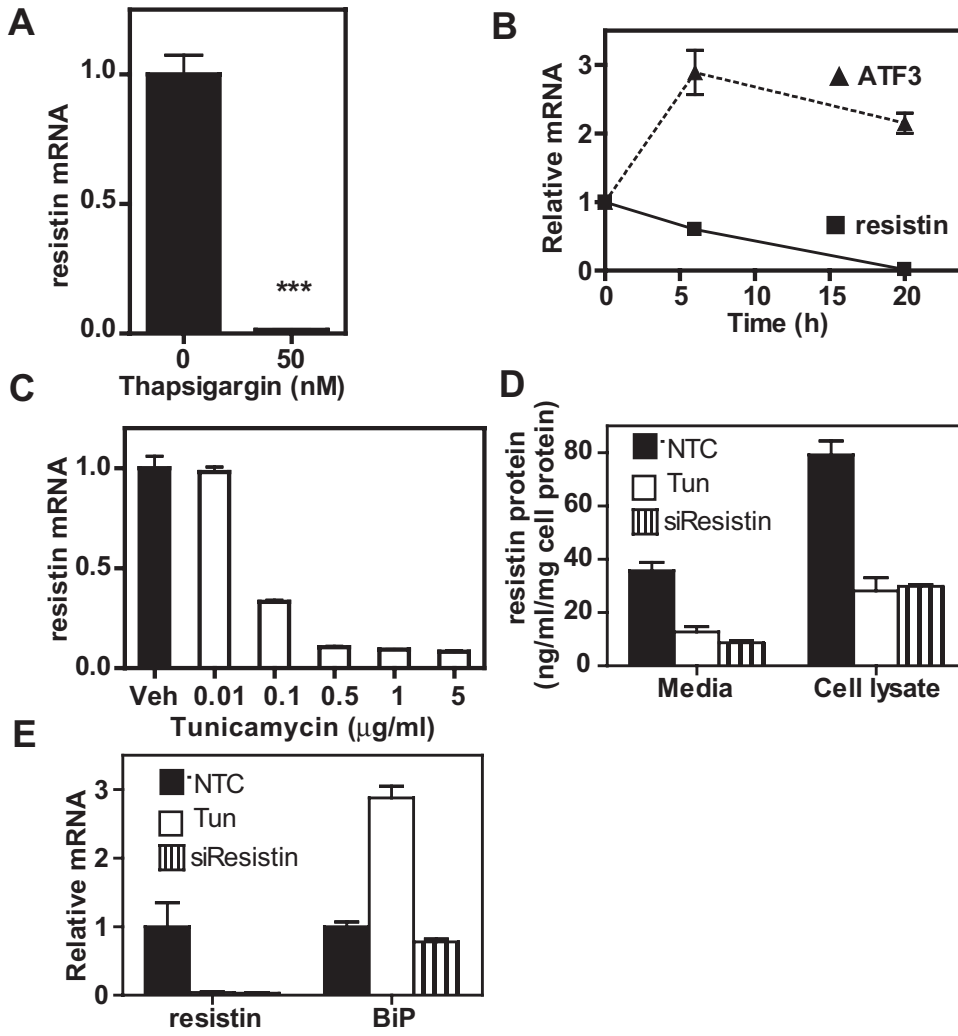 A
resistin mRNA
1.0
0.5
0.0
***
0 50
Thapsigargin (nM)
B
Relative mRNA
3
2
1
0
ATF3
resistin
0 5 10 15 20
Time (h)
C
resistin mRNA
1.0
0.5
0.0
Veh 0.01 0.1 0.5 1 5
Tunicamycin (μg/ml)
D
resistin protein
(ng/ml/mg cell protein)
80
60
40
20
0
NTC
Tun
siResistin
Media Cell lysate
E
Relative mRNA
3
2
1
0
NTC
Tun
siResistin
resistin BiP